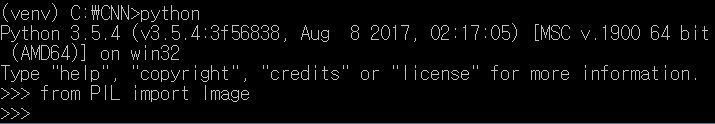 (venv) C:₩CNN>python
Python 3.5.4 (v3.5.4:3f56838, Aug  8 2017, 02:17:05) [MSC v.1900 64 bit
 (AMD64)] on win32
Type "help", "copyright", "credits" or "license" for more information.
>>> from PIL import Image
>>>